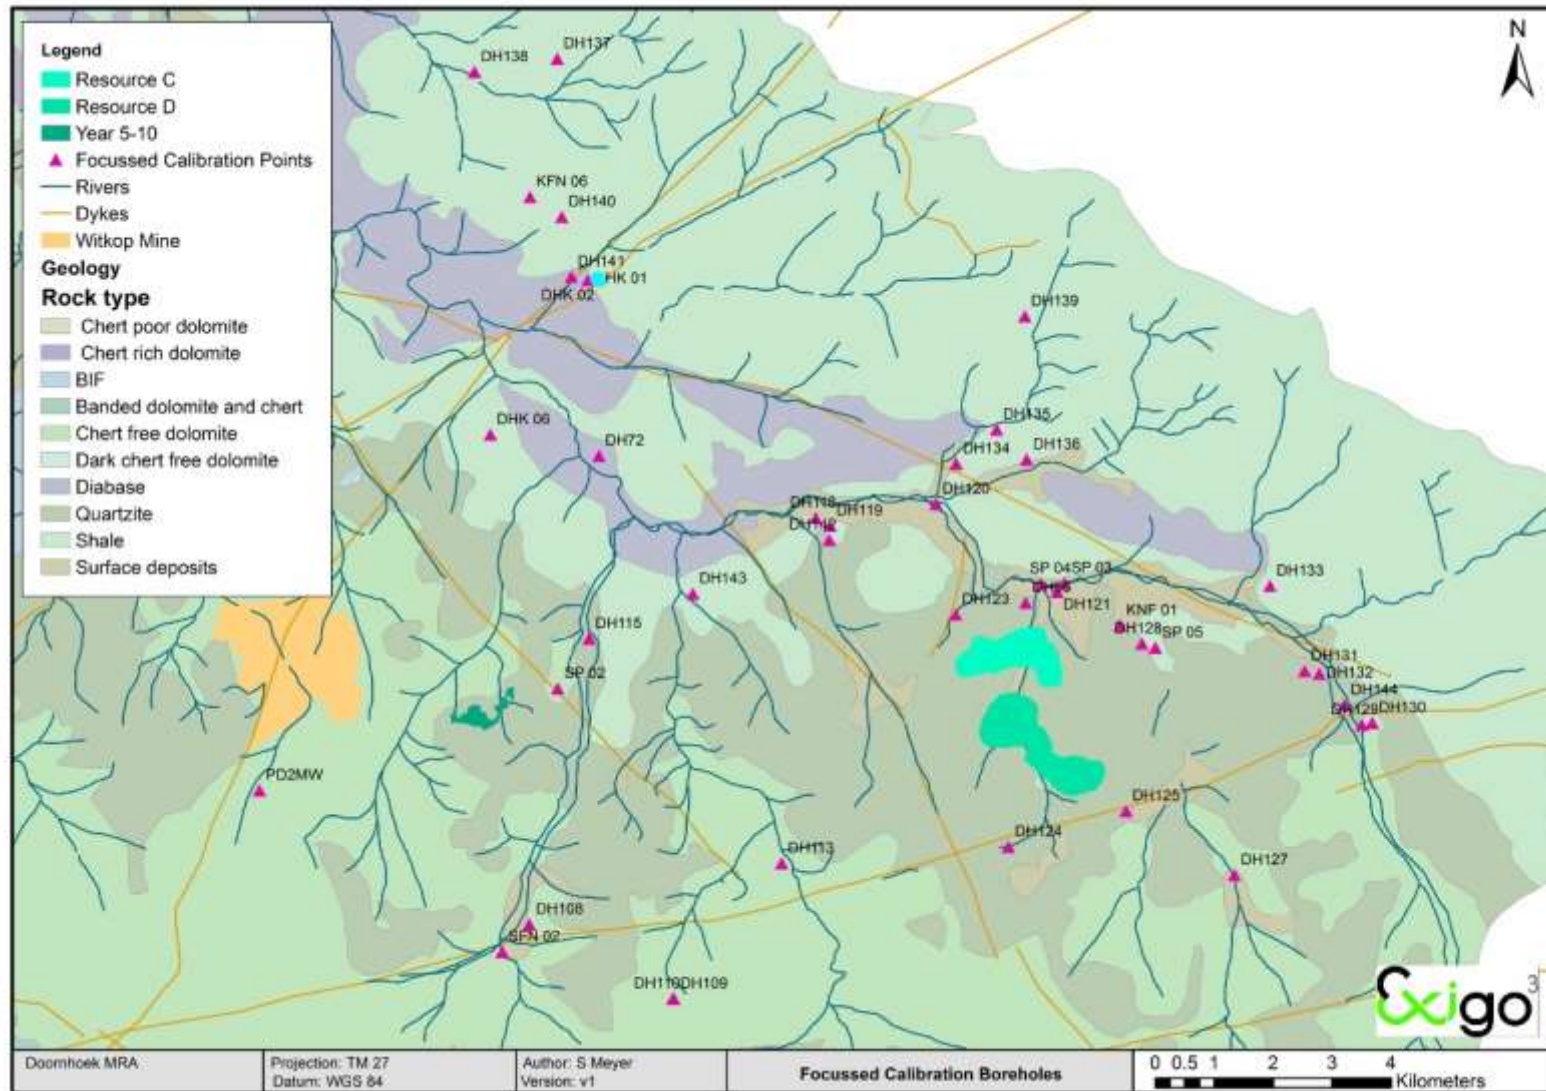 N
Legend
Resource C
Resource D
Year 5-10
Focussed Calibration Points
Rivers
Dykes
Witkop Mine
Geology
Rock type
Chert poor dolomite
Chert rich dolomite
BIF
Banded dolomite and chert
Chert free dolomite
Dark chert free dolomite
Diabase
Quartzite
Shale
Surface deposits
DH138
DH137
KFN 06
DH140
DH141
HK 01
DHK 02
DH139
DHK 06
DH72
DH135
DH134
DH136
DH120
DH118
DH119
DH143
SP 04
SP 03
DH133
DH123
DH121
KNF 01
DH128
SP 05
DH115
SP 02
DH131
DH132
DH144
DH129
DH130
PD2MW
DH125
DH124
DH113
DH127
DH108
SFN 02
DH110
DH109
Exigo
3
Doornhoek MRA
Projection: TM 27
Datum: WGS 84
Author: S Meyer
Version: v1
Focussed Calibration Boreholes
0 0.5 1 2 3 4
Kilometers